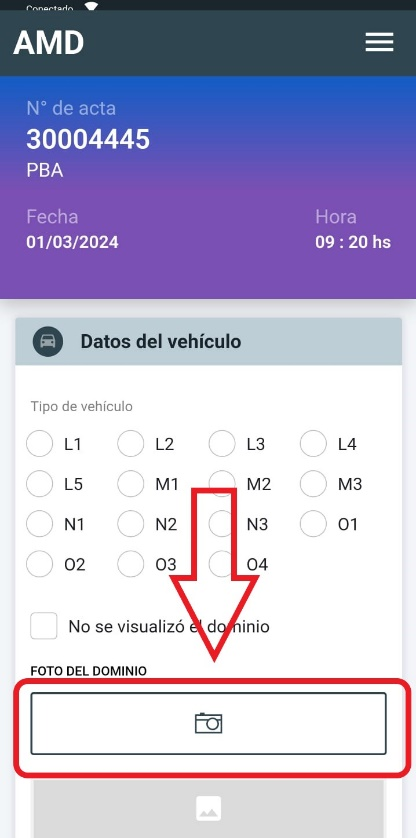 Conectado
AMD
N° de acta
30004445
PBA
Fecha
Hora
01/03/2024
09 : 20 hs
Datos del vehículo
Tipo de vehículo
L1 L2 L3 L4
L5 M1 M2 M3
N1 N2 N3 O1
O2 O3 O4
No se visualizó el dominio
FOTO DEL DOMINIO